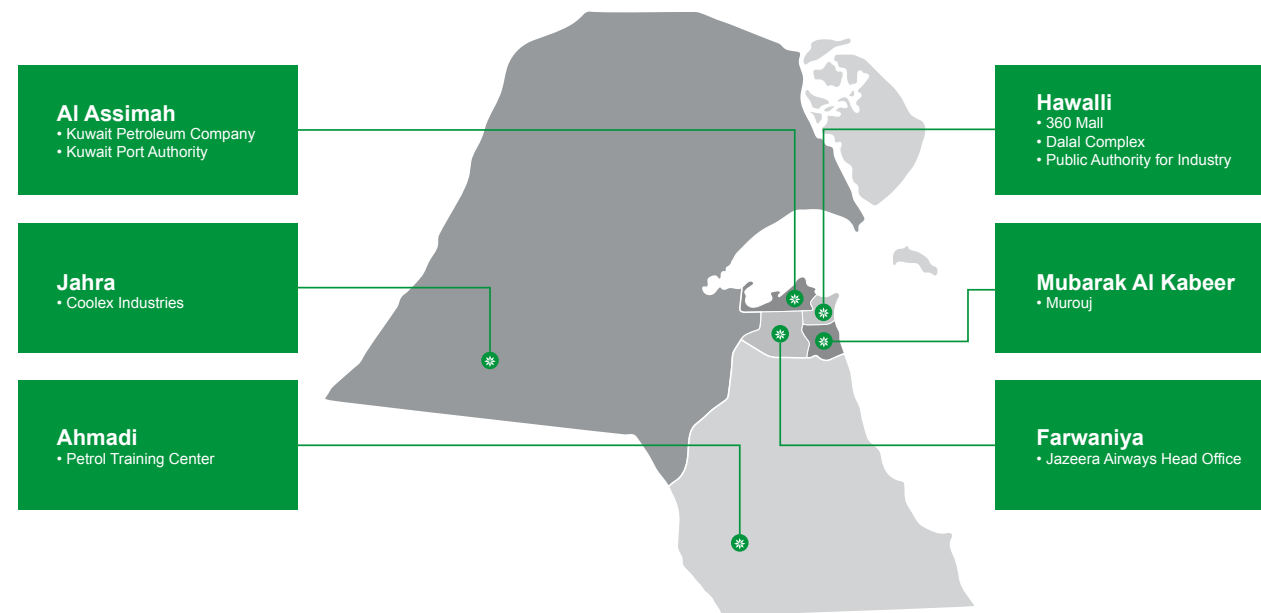 Al Assimah
• Kuwait Petroleum Company
• Kuwait Port Authority
Jahra
• Coolex Industries
Ahmadi
• Petrol Training Center
Hawalli
• 360 Mall
• Dalal Complex
• Public Authority for Industry
Mubarak Al Kabeer
• Murouj
Farwaniya
• Jazeera Airways Head Office